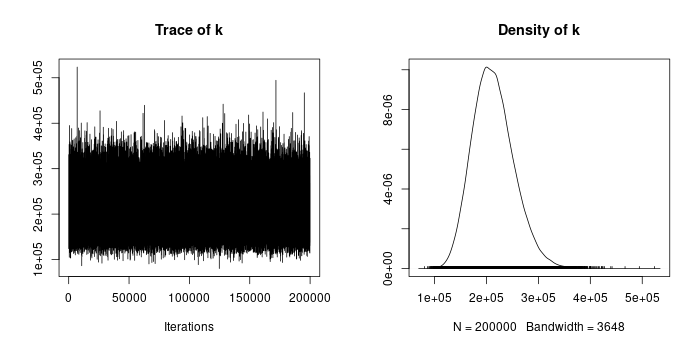 Trace of k
5e+05
4e+05
3e+05
2e+05
1e+05
0 50000 100000 150000 200000
Iterations
Density of k
8e-06
4e-06
0e+00
1e+05 2e+05 3e+05 4e+05 5e+05
N = 200000 Bandwidth = 3648